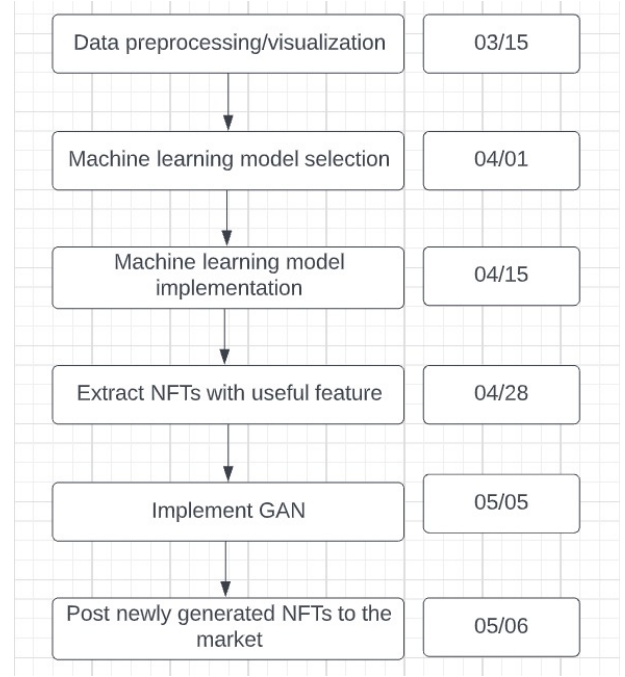 Data preprocessing/visualization
03/15
Machine learning model selection
04/01
Machine learning model
implementation
04/15
Extract NFTs with useful feature
04/28
Implement GAN
05/05
Post newly generated NFTs to the
market
05/06